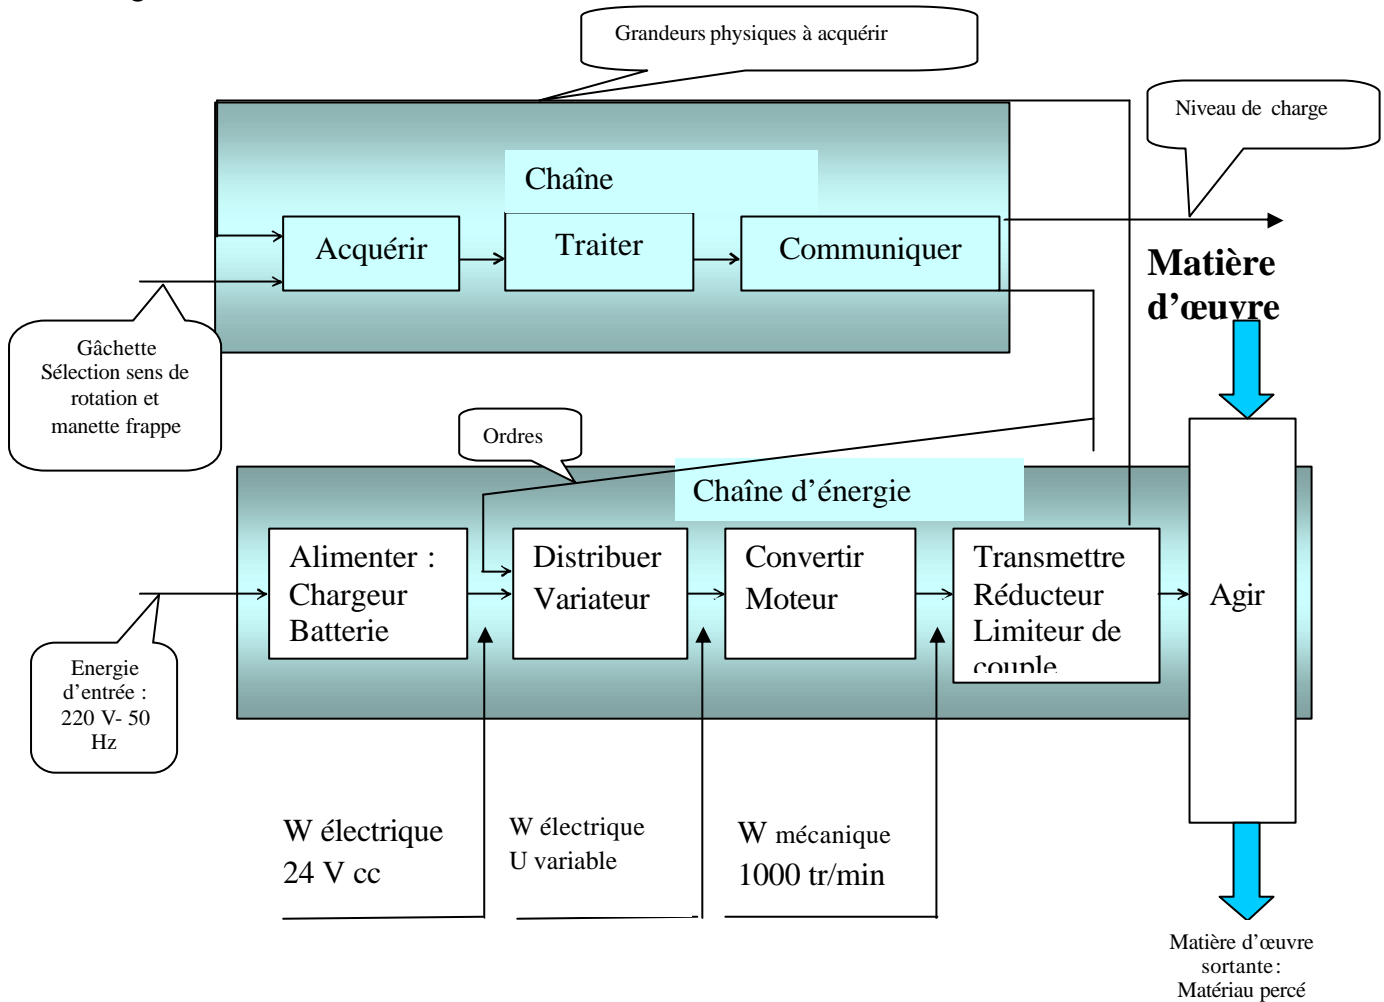 Grandeurs physiques à acquérir
Niveau de charge
Chaîne
Acquérir
Traiter
Communiquer
Matière
d'œuvre
Gâchette
Sélection sens de
rotation et
manette frappe
Ordres
Chaîne d'énergie
Alimenter :
Chargeur
Batterie
Distribuer
Variateur
Convertir
Moteur
Transmettre
Réducteur
Limiteur de
couple
Agir
Energie
d'entrée :
220 V- 50
Hz
W électrique
24 V cc
W électrique
U variable
W mécanique
1000 tr/min
Matière d'œuvre
sortante :
Matériau percé